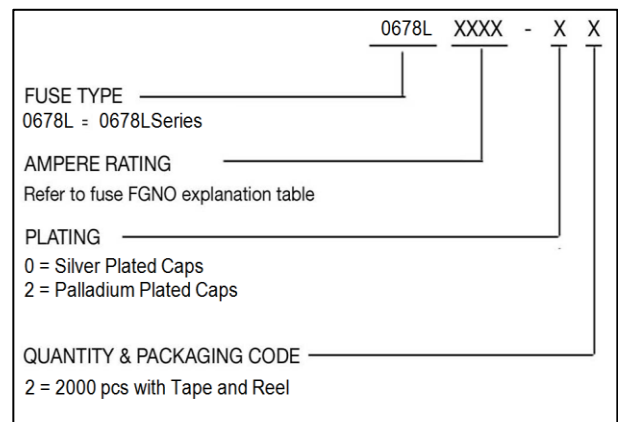 0678L XXXX - X X
FUSE TYPE
0678L = 0678LSeries
AMPERE RATING
Refer to fuse FGNO explanation table
PLATING
0 = Silver Plated Caps
2 = Palladium Plated Caps
QUANTITY & PACKAGING CODE
2 = 2000 pcs with Tape and Reel